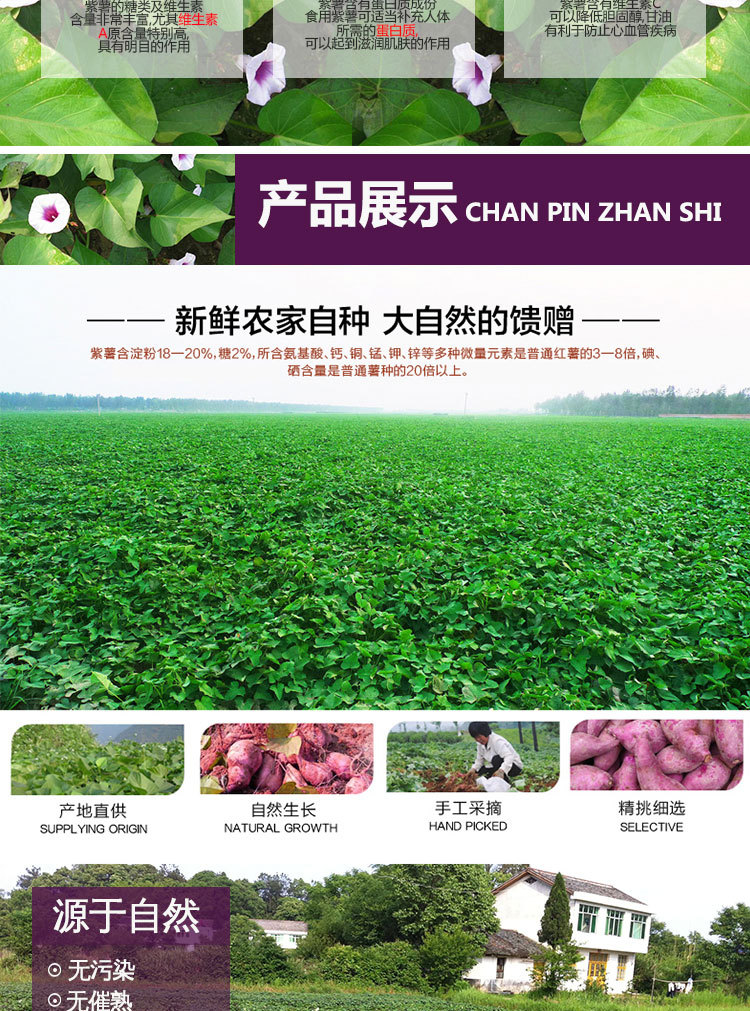 紫薯的糖类及维生素
含量非常丰富,尤其维生素
A原含量特别高,
具有明目的作用
紫薯含有蛋白质成份
食用紫薯可适当补充人体
所需的蛋白质,
可以起到滋润肌肤的作用
紫薯含有维生素C
可以降低胆固醇,甘油
有利于防止心血管疾病
产品展示 CHAN PIN ZHAN SHI
新鲜农家自种 大自然的馈赠
紫薯含淀粉18—20%,糖2%,所含氨基酸、钙、铜、锰、钾、锌等多种微量元素是普通红薯的3—8倍,碘、
硒含量是普通薯种的20倍以上。
产地直供
SUPPLYING ORIGIN
自然生长
NATURAL GROWTH
手工采摘
HAND PICKED
精挑细选
SELECTIVE
源于自然
无污染
无催熟